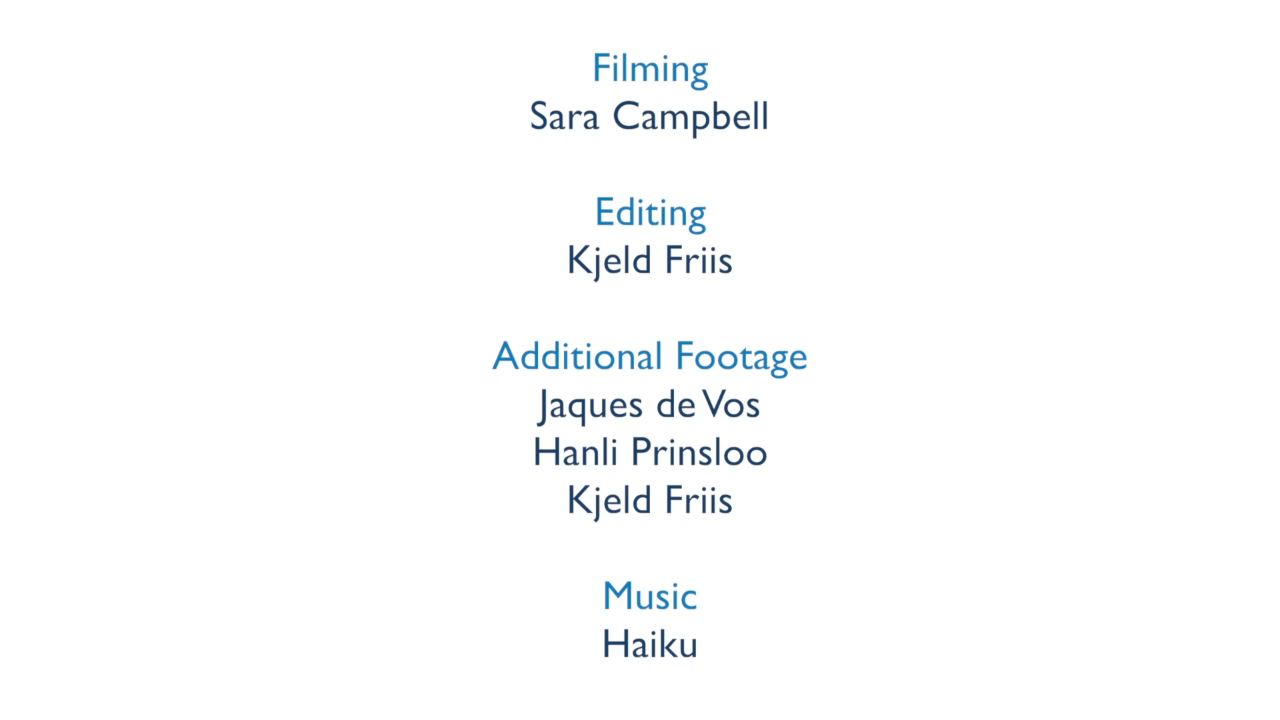 Filming
Sara Campbell
Editing
Kjeld Friis
Additional Footage
Jaques de Vos
Hanli Prinsloo
Kjeld Friis
Music
Haiku